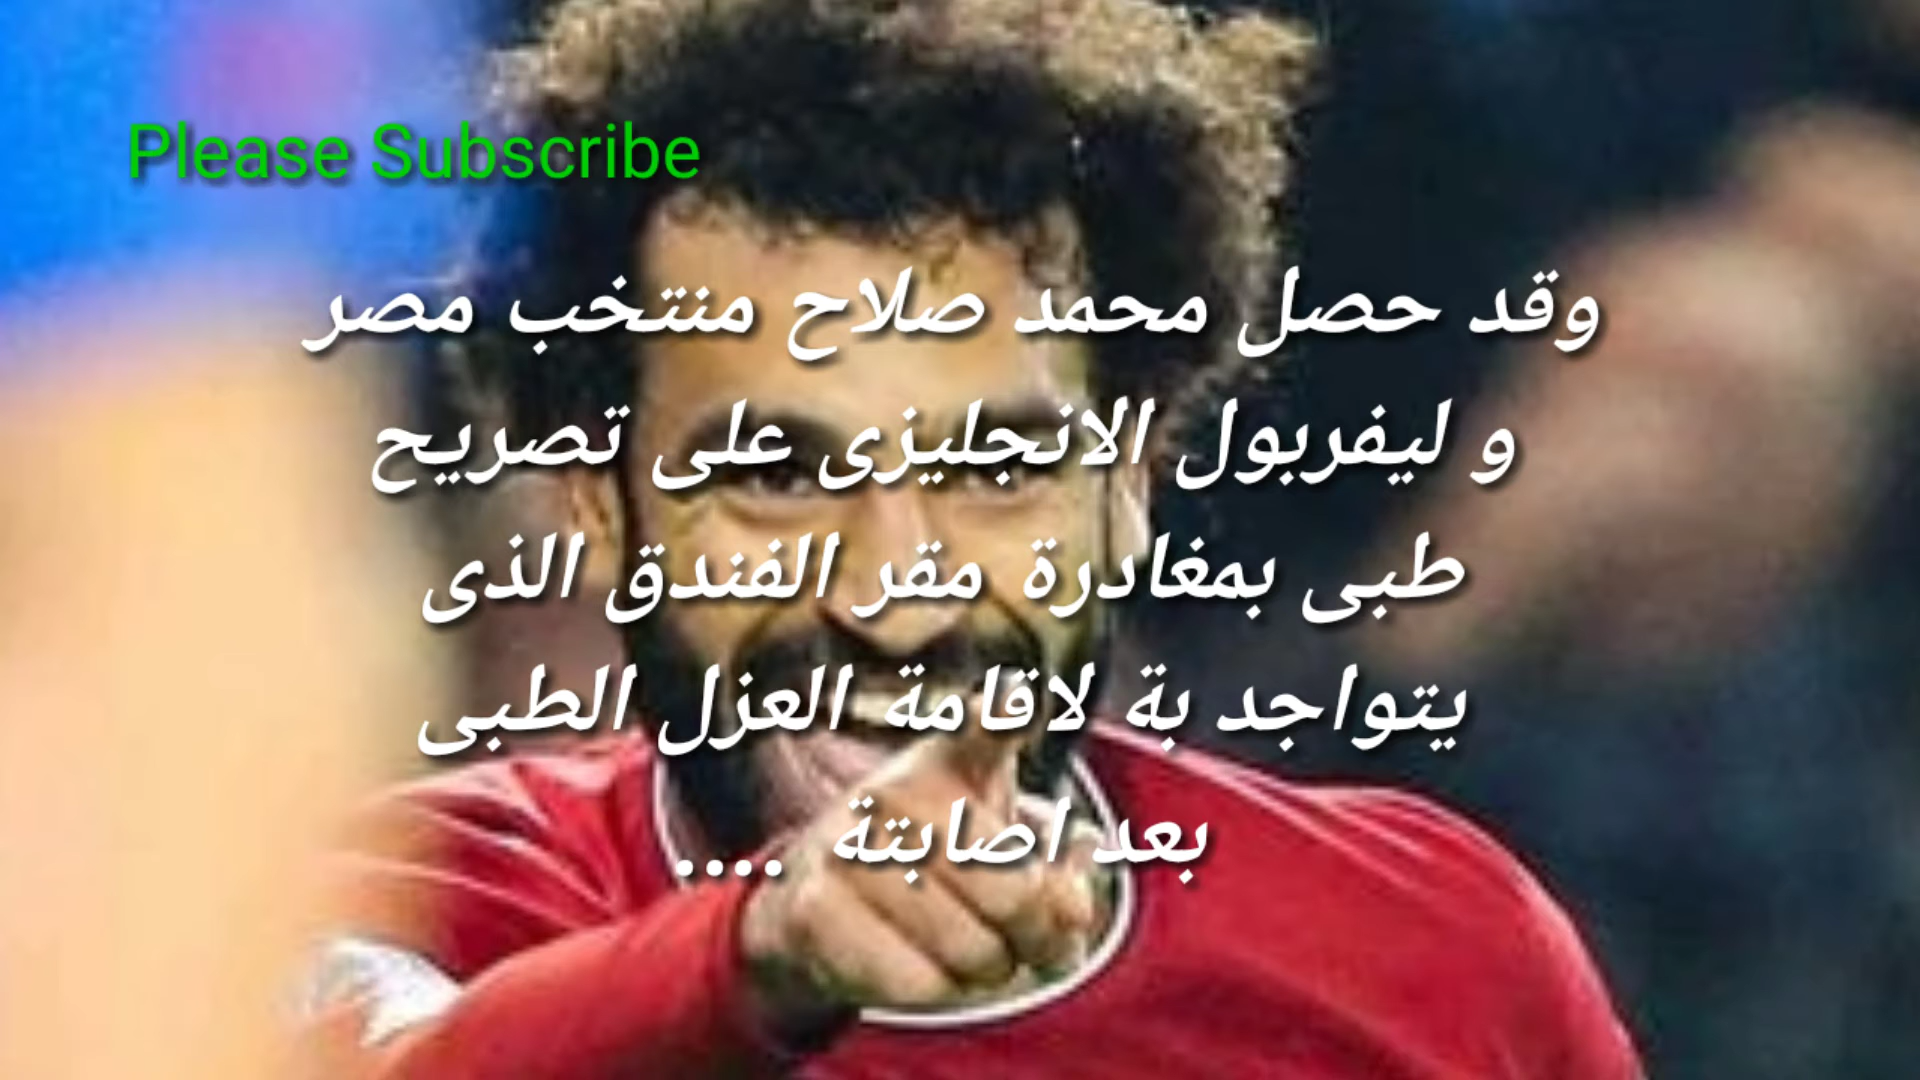 Please Subscribe
وقد حصل محمد صلاح منتخب مصر
و ليفربول الانجليزى على تصريح
طبى بمغادرة مقر الفندق الذى
يتواجد بة لاقامة العزل الطبى
بعد اصابتة ....